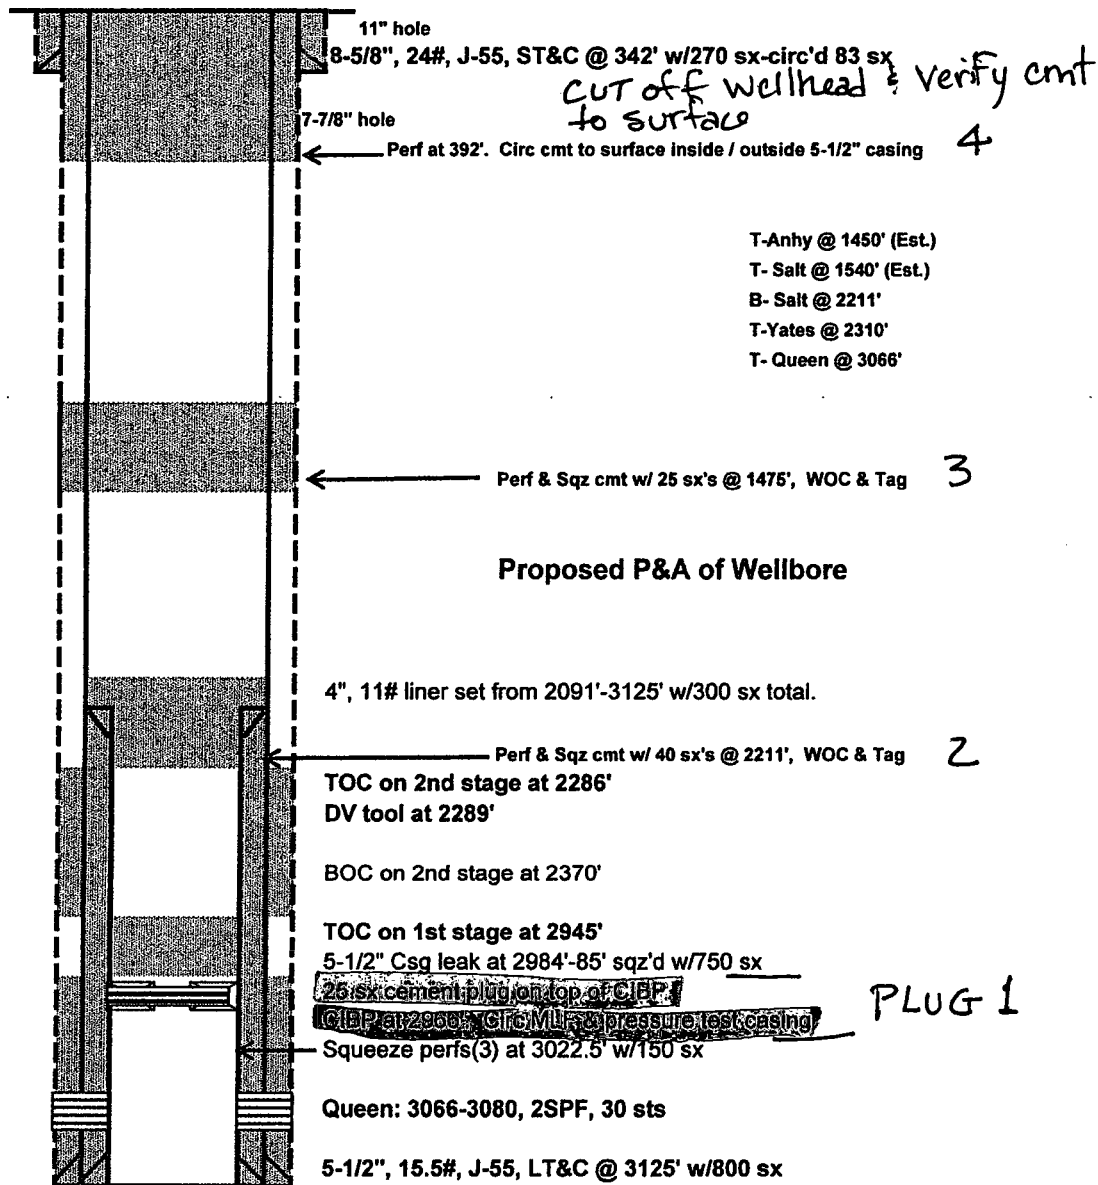 11" hole
8-5/8", 24#, J-55, ST&C @ 342' w/270 sx-circ'd 83 sx
CUT off wellhead & verify cmt
to surface
7-7/8" hole
Perf at 392'. Circ cmt to surface inside / outside 5-1/2" casing 4
T-Anhy @ 1450' (Est.)
T- Salt @ 1540' (Est.)
B- Salt @ 2211'
T-Yates @ 2310'
T- Queen @ 3066'
Perf & Sqz cmt w/ 25 sx's @ 1475', WOC & Tag 3
Proposed P&A of Wellbore
4", 11# liner set from 2091'-3125' w/300 sx total.
Perf & Sqz cmt w/ 40 sx's @ 2211', WOC & Tag 2
TOC on 2nd stage at 2286'
DV tool at 2289'
BOC on 2nd stage at 2370'
TOC on 1st stage at 2945'
5-1/2" Csg leak at 2984'-85' sqz'd w/750 sx
25 sx cement plug on top of CIBP
CIBP at 2966'. Circ MLF & pressure test casing
PLUG 1
Squeeze perfs(3) at 3022.5' w/150 sx
Queen: 3066-3080, 2SPF, 30 sts
5-1/2", 15.5#, J-55, LT&C @ 3125' w/800 sx